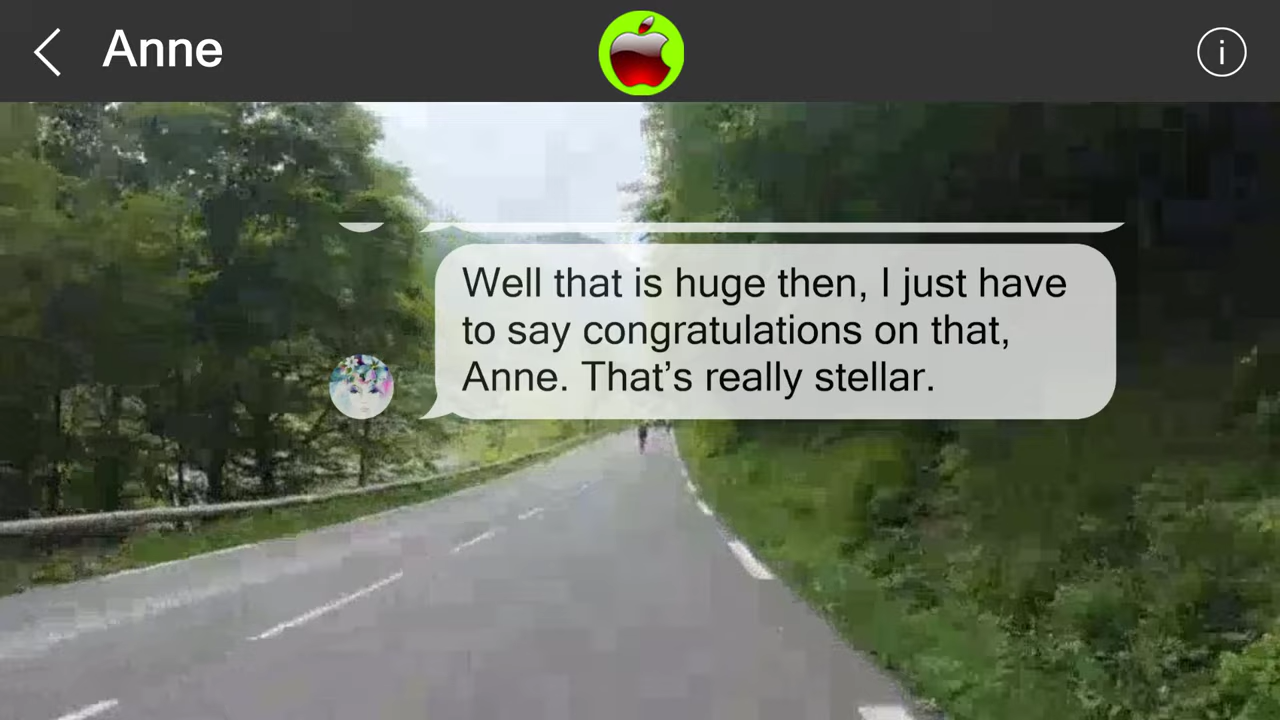 Anne
Well that is huge then, I just have
to say congratulations on that,
Anne. That’s really stellar.